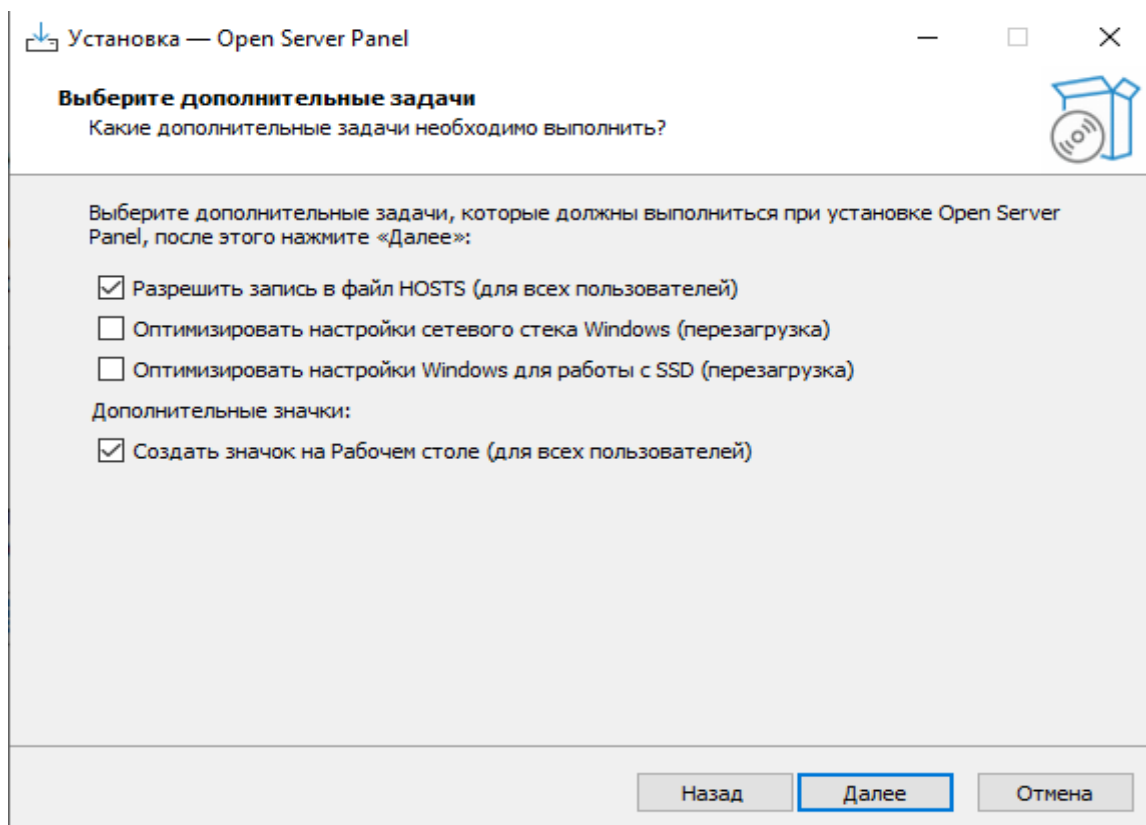 Установка — Open Server Panel
Выберите дополнительные задачи
Какие дополнительные задачи необходимо выполнить?
Выберите дополнительные задачи, которые должны выполниться при установке Open Server
Panel, после этого нажмите «Далее»:
Разрешить запись в файл HOSTS (для всех пользователей)
Оптимизировать настройки сетевого стека Windows (перезагрузка)
Оптимизировать настройки Windows для работы с SSD (перезагрузка)
Дополнительные значки:
Создать значок на Рабочем столе (для всех пользователей)
Назад
Далее
Отмена